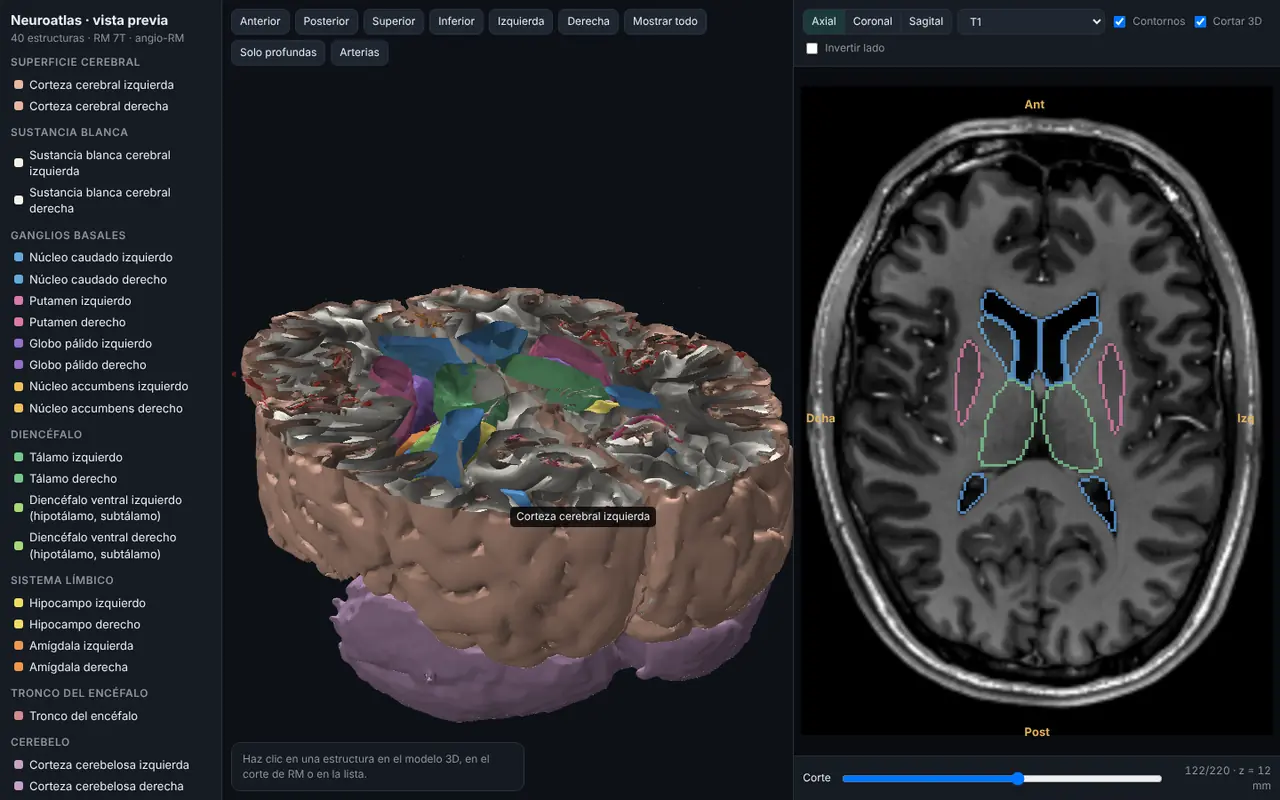 Neuroatlas · vista previa
40 estructuras · RM 7T · angio-RM
SUPERFICIE CEREBRAL
Corteza cerebral izquierda
Corteza cerebral derecha
SUSTANCIA BLANCA
Sustancia blanca cerebral
izquierda
Sustancia blanca cerebral
derecha
GANGLIOS BASALES
Núcleo caudado izquierdo
Núcleo caudado derecho
Putamen izquierdo
Putamen derecho
Globo pálido izquierdo
Globo pálido derecho
Núcleo accumbens izquierdo
Núcleo accumbens derecho
DIENCÉFALO
Tálamo izquierdo
Tálamo derecho
Diencéfalo ventral izquierdo
(hipotálamo, subtálamo)
Diencéfalo ventral derecho
(hipotálamo, subtálamo)
SISTEMA LÍMBICO
Hipocampo izquierdo
Hipocampo derecho
Amígdala izquierda
Amígdala derecha
TRONCO DEL ENCÉFALO
Tronco del encéfalo
CEREBELO
Corteza cerebelosa izquierda
Corteza cerebelosa derecha
Anterior Posterior Superior Inferior Izquierda Derecha Mostrar todo
Solo profundas Arterias
Corteza cerebral izquierda
Haz clic en una estructura en el modelo 3D, en el
corte de RM o en la lista.
Axial Coronal Sagital T1 Contornos Cortar 3D
Invertir lado
Ant
Dcha Izq
Post
Corte 122/220 · z = 12
mm